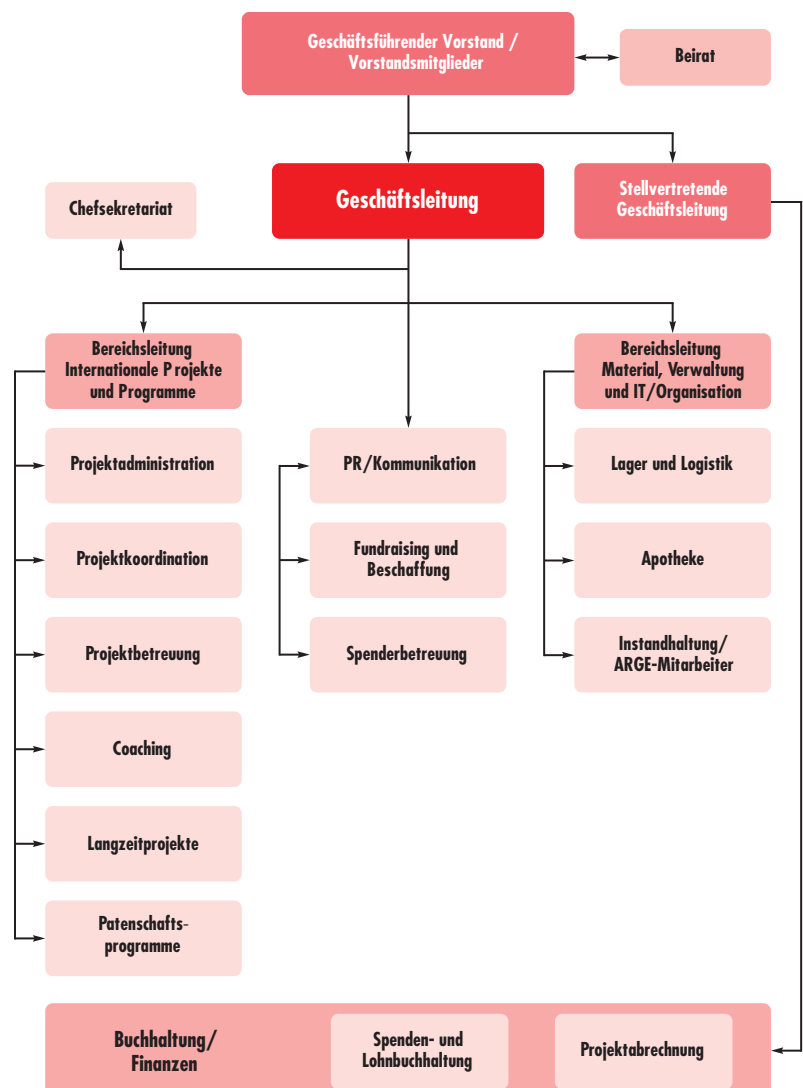 Geschäftsführender Vorstand /
Vorstandsmitglieder
Beirat
Chefsekretariat
Geschäftsleitung
Stellvertretende
Geschäftsleitung
Bereichsleitung
Internationale Projekte
und Programme
Bereichsleitung
Material, Verwaltung
und IT/Organisation
Projektadministration
PR/Kommunikation
Lager und Logistik
Projektkoordination
Fundraising und
Beschaffung
Apotheke
Projektbetreuung
Spenderbetreuung
Instandhaltung/
ARGE-Mitarbeiter
Coaching
Langzeitprojekte
Patenschafts-
programme
Buchhaltung/
Finanzen
Spenden- und
Lohnbuchhaltung
Projektabrechnung